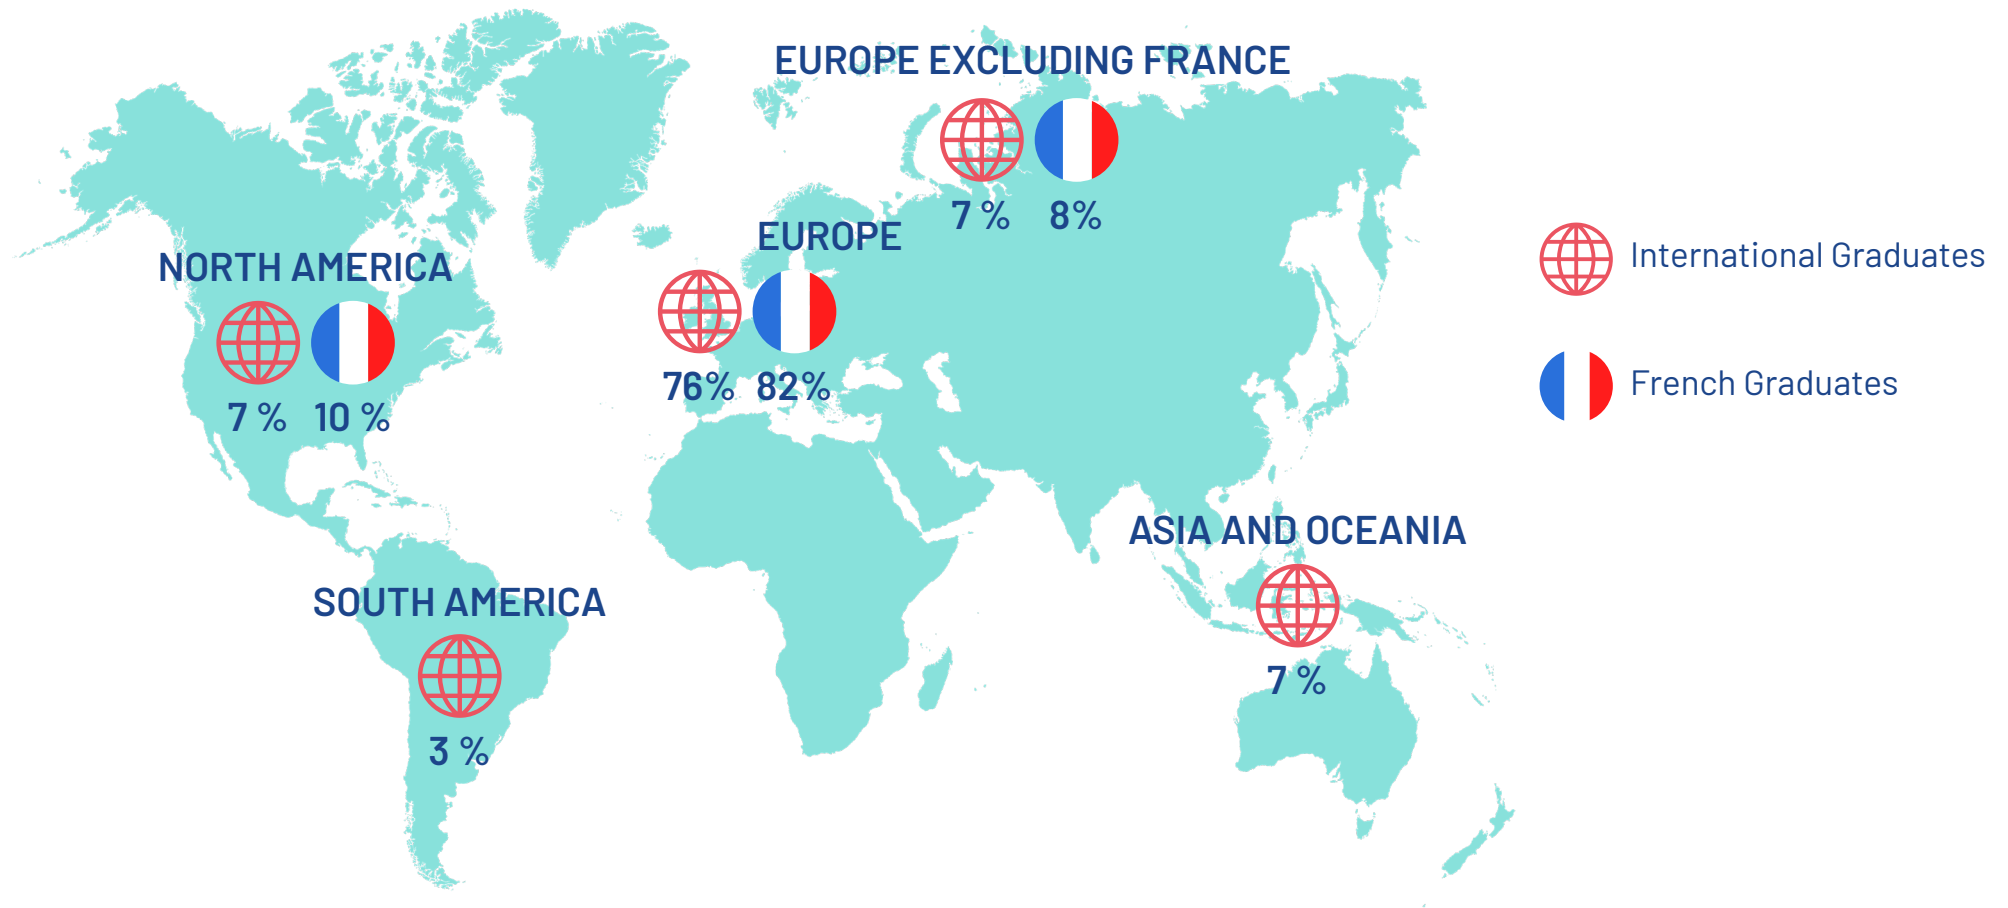 EUROPE EXCLUDING FRANCE
7 % 8%
EUROPE
76% 82%
NORTH AMERICA
7 % 10 %
SOUTH AMERICA
3 %
ASIA AND OCEANIA
7 %
International Graduates
French Graduates